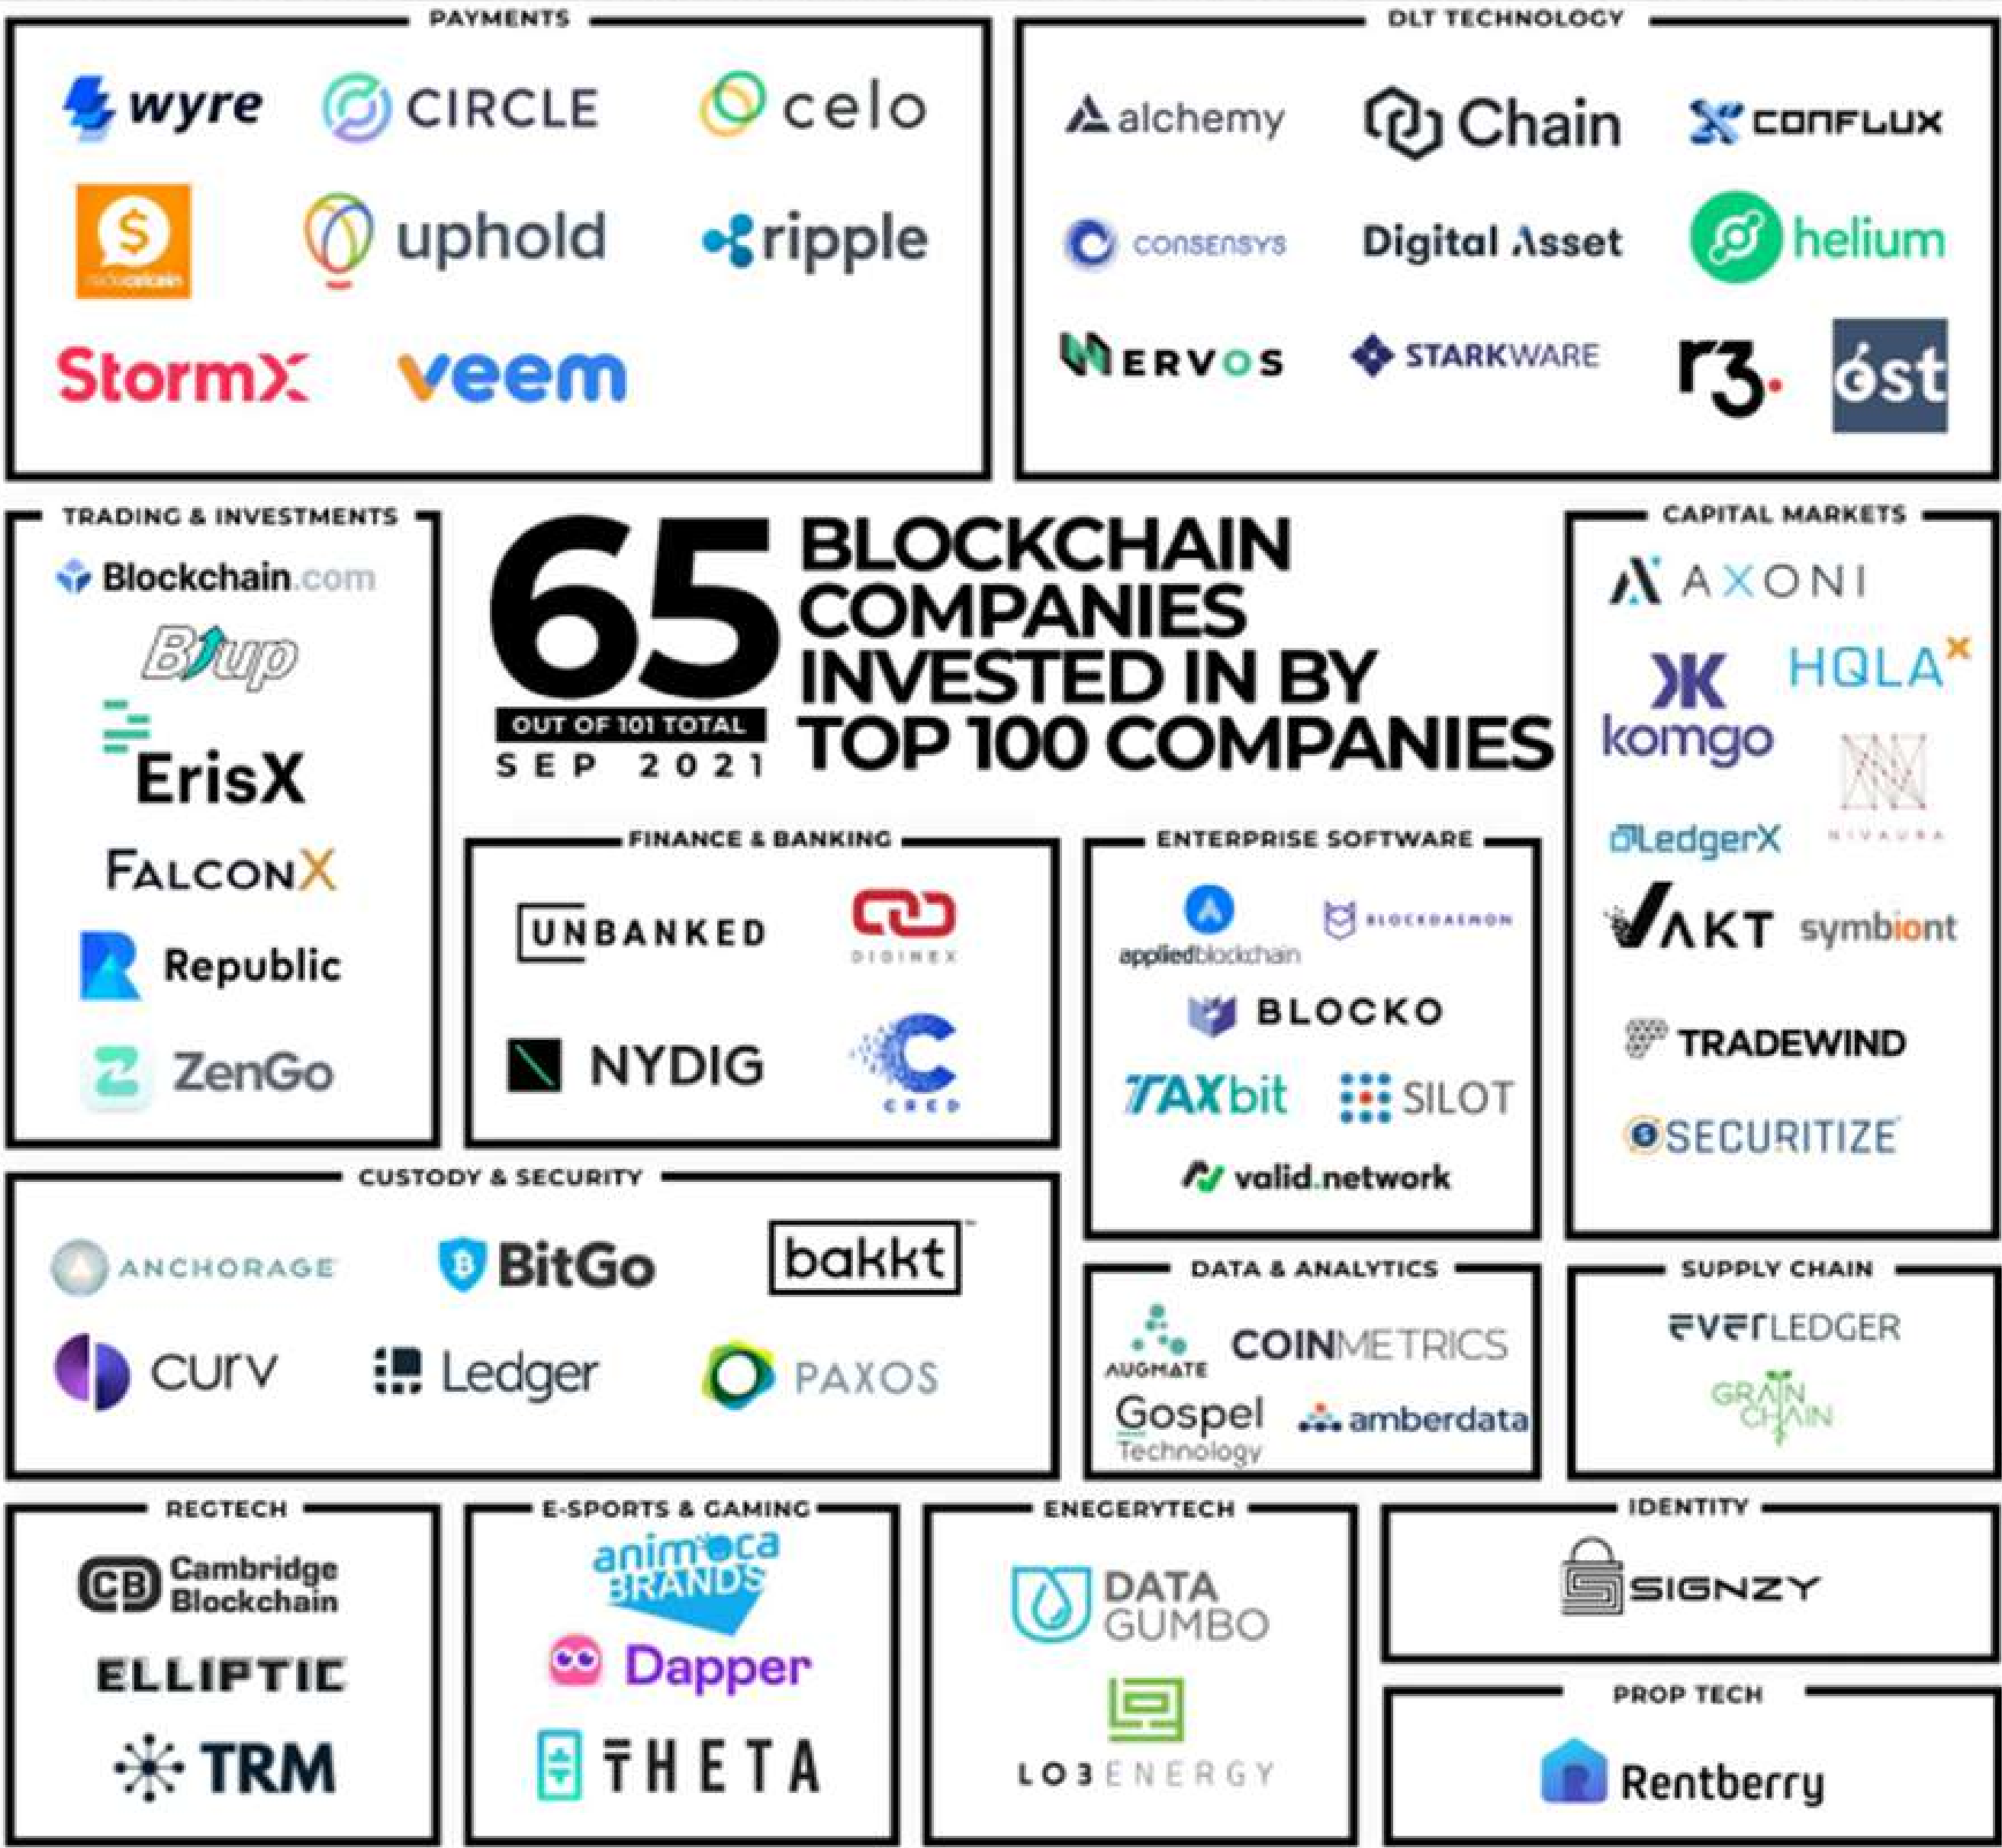 PAYMENTS
wyre
CIRCLE
celo
uphold
ripple
StormX
veem
DLT TECHNOLOGY
alchemy
Chain
CONFLUX
CONSENSYS
Digital Asset
helium
NERVOS
STARKWARE
r3.
ost
TRADING & INVESTMENTS
Blockchain.com
ErisX
FALCONX
Republic
ZenGo
65
OUT OF 101 TOTAL
SEP 2021
BLOCKCHAIN
COMPANIES
INVESTED IN BY
TOP 100 COMPANIES
CAPITAL MARKETS
AXONI
komgo
HQLAX
NIVAURA
LedgerX
VAKT
symbiont
TRADEWIND
SECURITIZE
FINANCE & BANKING
UNBANKED
DIGINEX
NYDIG
CRED
ENTERPRISE SOFTWARE
appliedblockchain
BLOCKDAEMON
BLOCKO
TAXbit
SILOT
valid.network
CUSTODY & SECURITY
ANCHORAGE
BitGo
bakkt
curv
Ledger
PAXOS
DATA & ANALYTICS
AUGMATE
COINMETRICS
Gospel
Technology
amberdata
SUPPLY CHAIN
EVERLEDGER
GRAIN
CHAIN
REGTECH
CB
Cambridge
Blockchain
ELLIPTIC
TRM
E-SPORTS & GAMING
animoca
BRANDS
Dapper
THETA
ENEGERYTECH
DATA
GUMBO
LO3ENERGY
IDENTITY
SIGNZY
PROP TECH
Rentberry